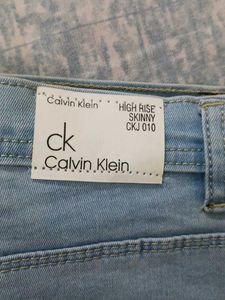 Calvin Klein
HIGH RISE
SKINNY
CKJ 010
ck
Calvin Klein